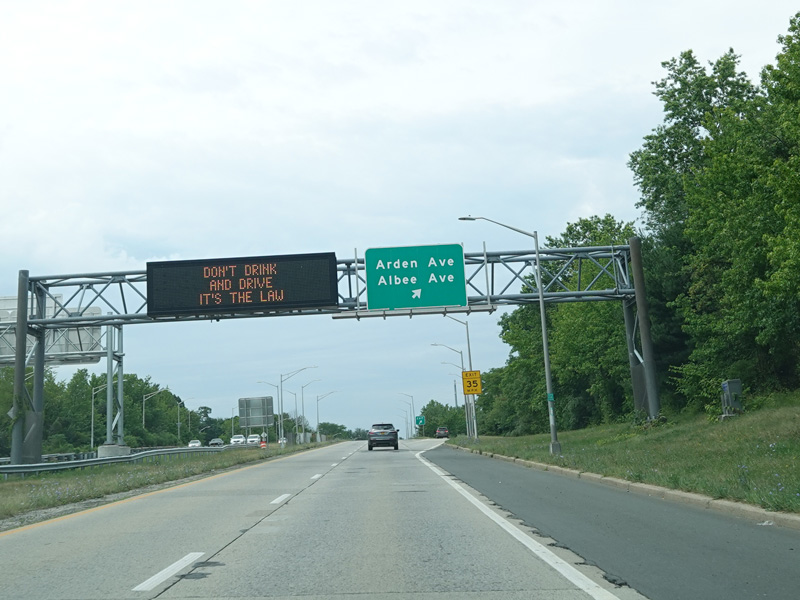 DON'T DRINK
AND DRIVE
IT'S THE LAW
Arden Ave
Albee Ave
EXIT
35